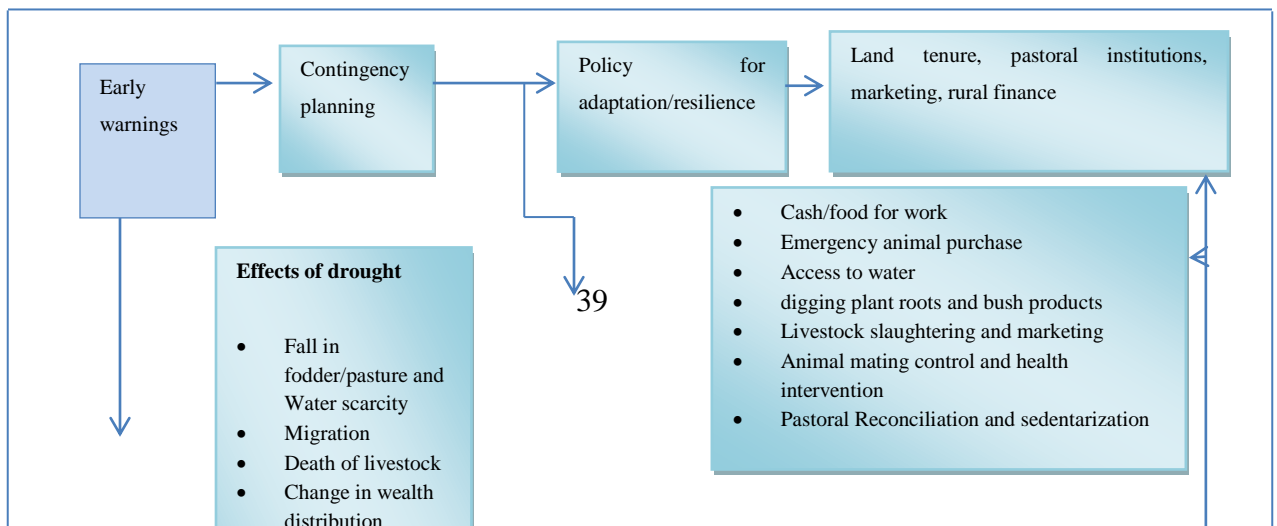 Early
warnings
Contingency
planning
Policy for
adaptation/resilience
Land tenure, pastoral institutions,
marketing, rural finance
• Cash/food for work
• Emergency animal purchase
• Access to water
• digging plant roots and bush products
• Livestock slaughtering and marketing
• Animal mating control and health
intervention
• Pastoral Reconciliation and sedentarization
Effects of drought
• Fall in
fodder/pasture and
Water scarcity
• Migration
• Death of livestock
• Change in wealth
distribution
39